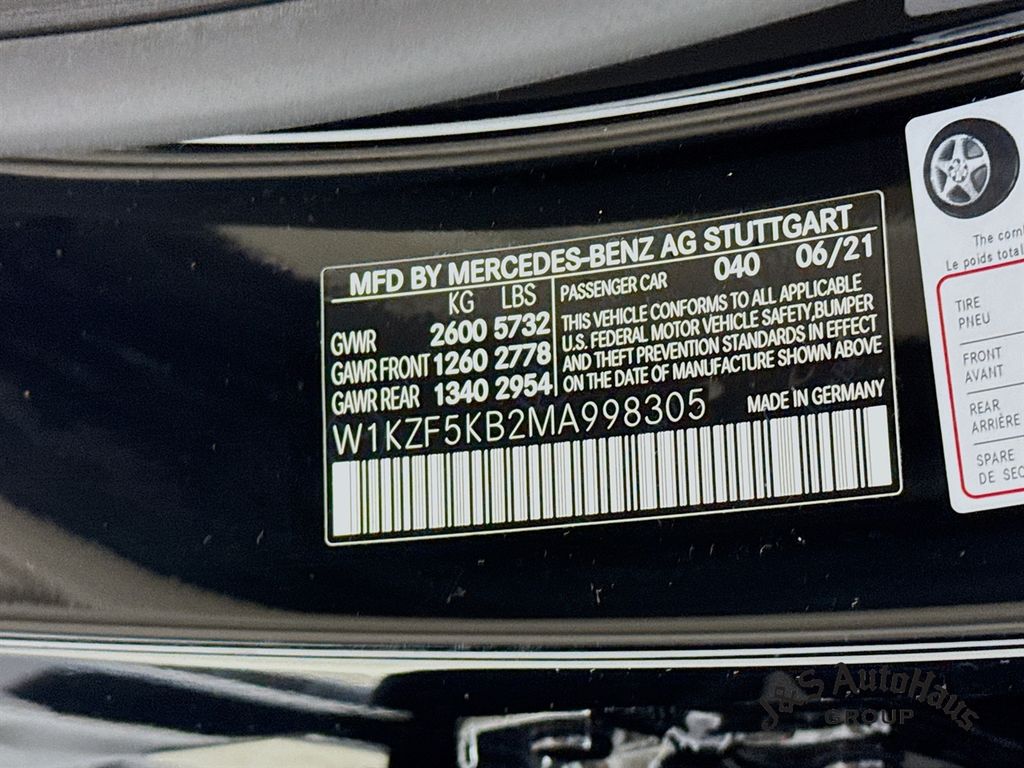 MFD BY MERCEDES-BENZ AG STUTTGART
KG LBS
GVWR 2600 5732
GAWR FRONT 1260 2778
GAWR REAR 1340 2954
PASSENGER CAR 040 06/21
THIS VEHICLE CONFORMS TO ALL APPLICABLE
U.S. FEDERAL MOTOR VEHICLE SAFETY, BUMPER
AND THEFT PREVENTION STANDARDS IN EFFECT
ON THE DATE OF MANUFACTURE SHOWN ABOVE
W1KZF5KB2MA998305
MADE IN GERMANY
The
Le poids total
TIRE
PNEU
FRONT
AVANT
REAR
ARRIÈRE
SPARE
DE
J&S AutoHaus
GROUP